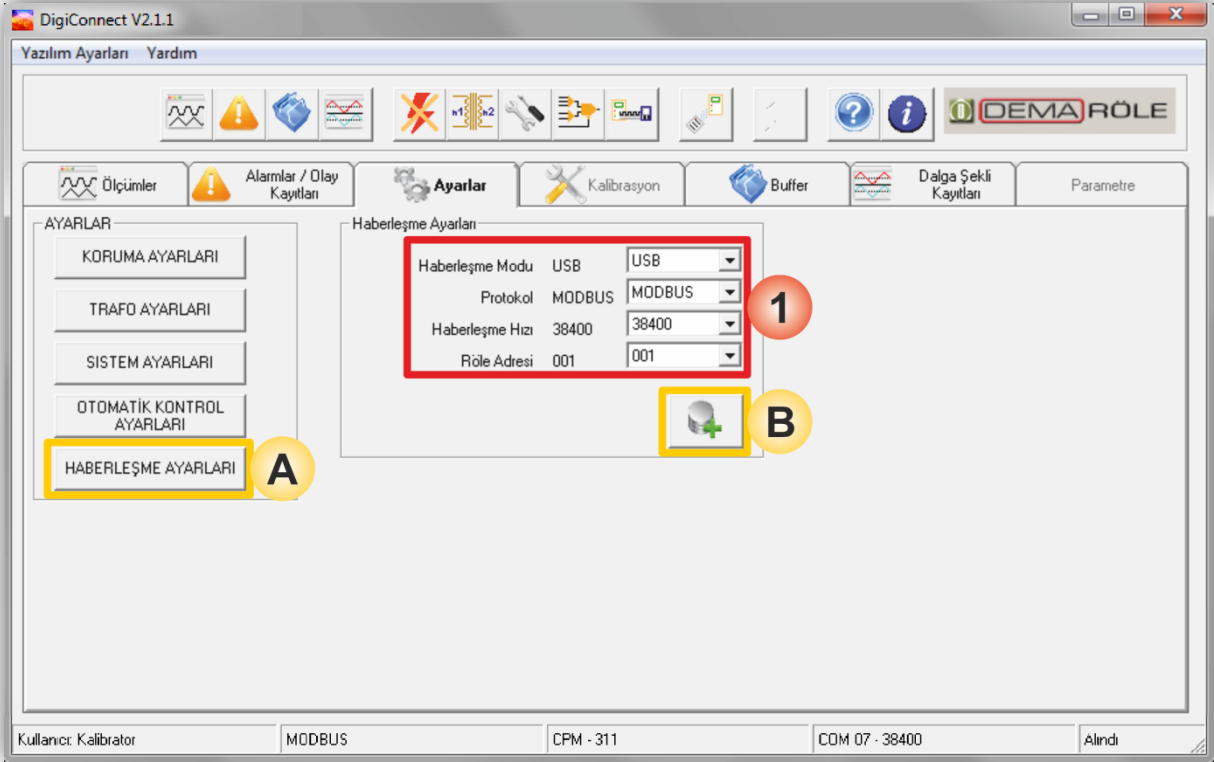 DigiConnect V2.1.1
Yazılım Ayarları Yardım
n1 n2
DEMA RÖLE
Ölçümler
Alarmlar / Olay
Kayıtları
Ayarlar
Kalibrasyon
Buffer
Dalga Şekli
Kayıtları
Parametre
AYARLAR
KORUMA AYARLARI
TRAFO AYARLARI
SISTEM AYARLARI
OTOMATİK KONTROL
AYARLARI
HABERLEŞME AYARLARI
A
Haberleşme Ayarları
Haberleşme Modu USB USB
Protokol MODBUS MODBUS
Haberleşme Hızı 38400 38400
Röle Adresi 001 001
1
B
Kullanıcı: Kalibrator MODBUS CPM - 311 COM 07 - 38400 Alındı